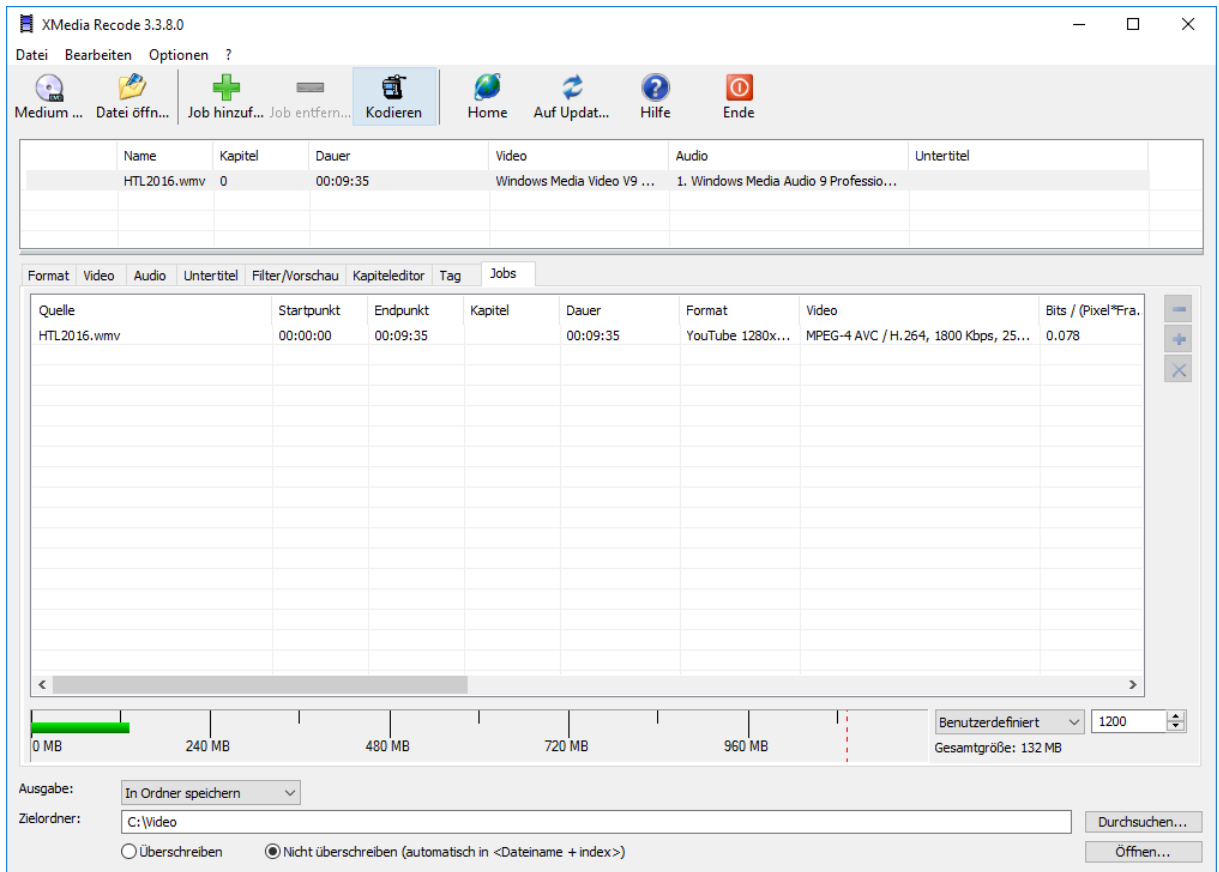 XMedia Recode 3.3.8.0
Datei Bearbeiten Optionen ?
Medium ... Datei öffn... Job hinzuf... Job entfern... Kodieren Home Auf Updat... Hilfe Ende
Name Kapitel Dauer Video Audio Untertitel
HTL2016.wmv 0 00:09:35 Windows Media Video V9 ... 1. Windows Media Audio 9 Professio...
Format Video Audio Untertitel Filter/Vorschau Kapiteleditor Tag Jobs
Quelle Startpunkt Endpunkt Kapitel Dauer Format Video Bits / (Pixel*Fra.
HTL2016.wmv 00:00:00 00:09:35 00:09:35 YouTube 1280x... MPEG-4 AVC / H.264, 1800 Kbps, 25... 0.078
Benutzerdefiniert 1200
0 MB 240 MB 480 MB 720 MB 960 MB Gesamtgröße: 132 MB
Ausgabe: In Ordner speichern
Zielordner: C:\Video Durchsuchen...
Überschreiben Nicht überschreiben (automatisch in <Dateiname + index>) Öffnen...